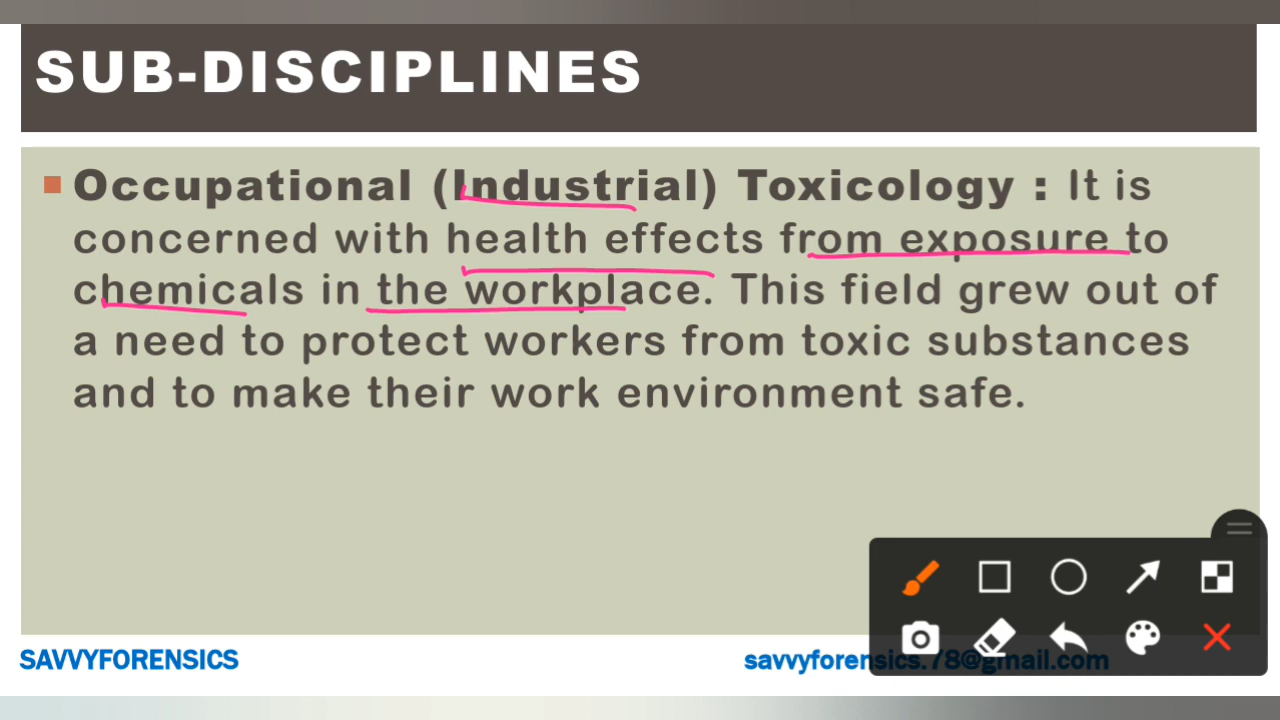 SUB-DISCIPLINES
Occupational (Industrial) Toxicology : It is
concerned with health effects from exposure to
chemicals in the workplace. This field grew out of
a need to protect workers from toxic substances
and to make their work environment safe.
SAVVYFORENSICS
savvyforensics.78@gmail.com